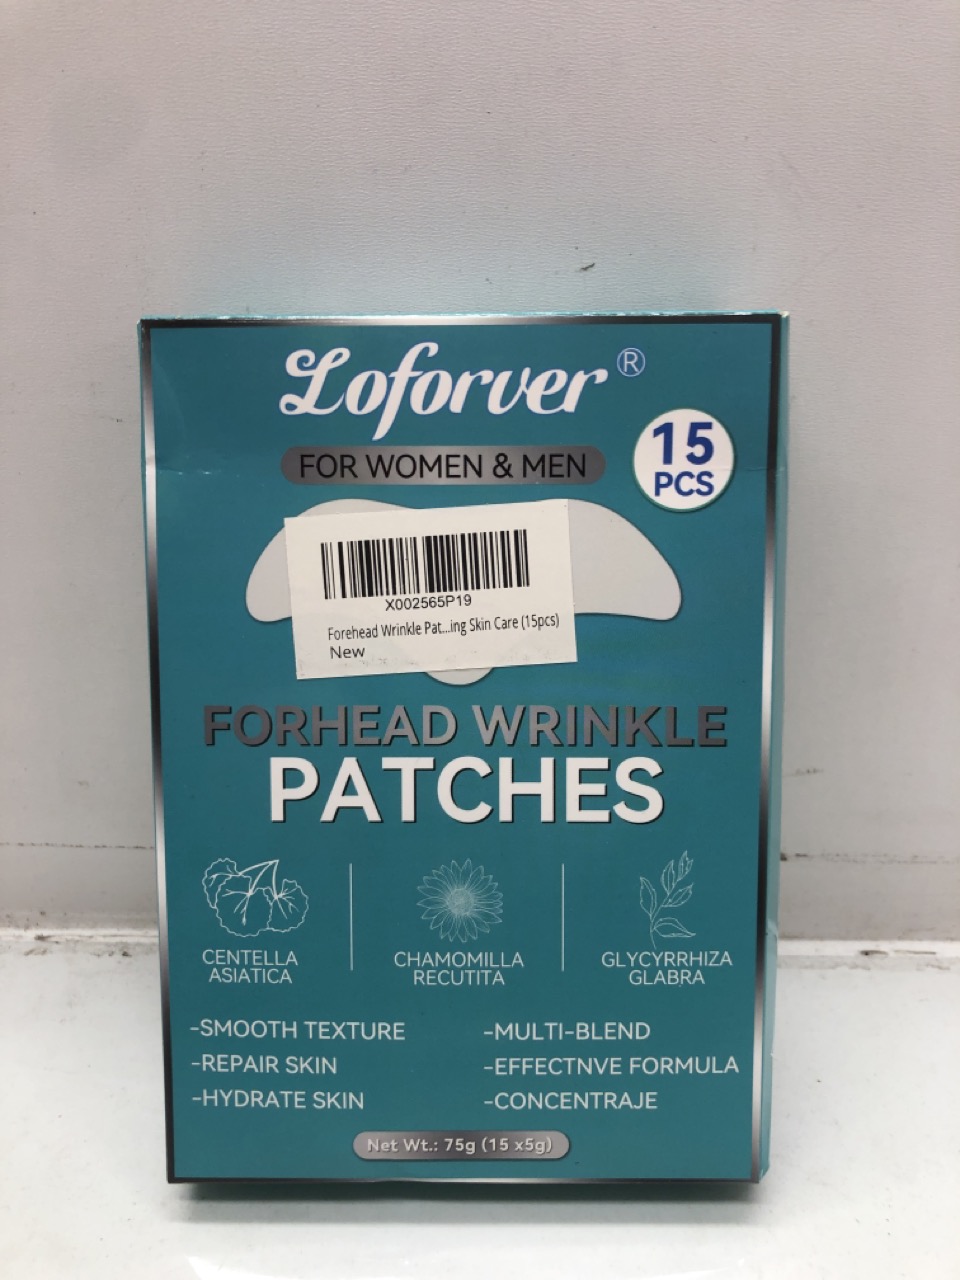 Loforver ®
FOR WOMEN & MEN
15
PCS
X002565P19
Forehead Wrinkle Pat...ing Skin Care (15pcs)
New
FORHEAD WRINKLE
PATCHES
CENTELLA
ASIATICA
CHAMOMILLA
RECUTITA
GLYCYRRHIZA
GLABRA
-SMOOTH TEXTURE
-REPAIR SKIN
-HYDRATE SKIN
-MULTI-BLEND
-EFFECTNVE FORMULA
-CONCENTRAJE
Net Wt.: 75g (15 x5g)